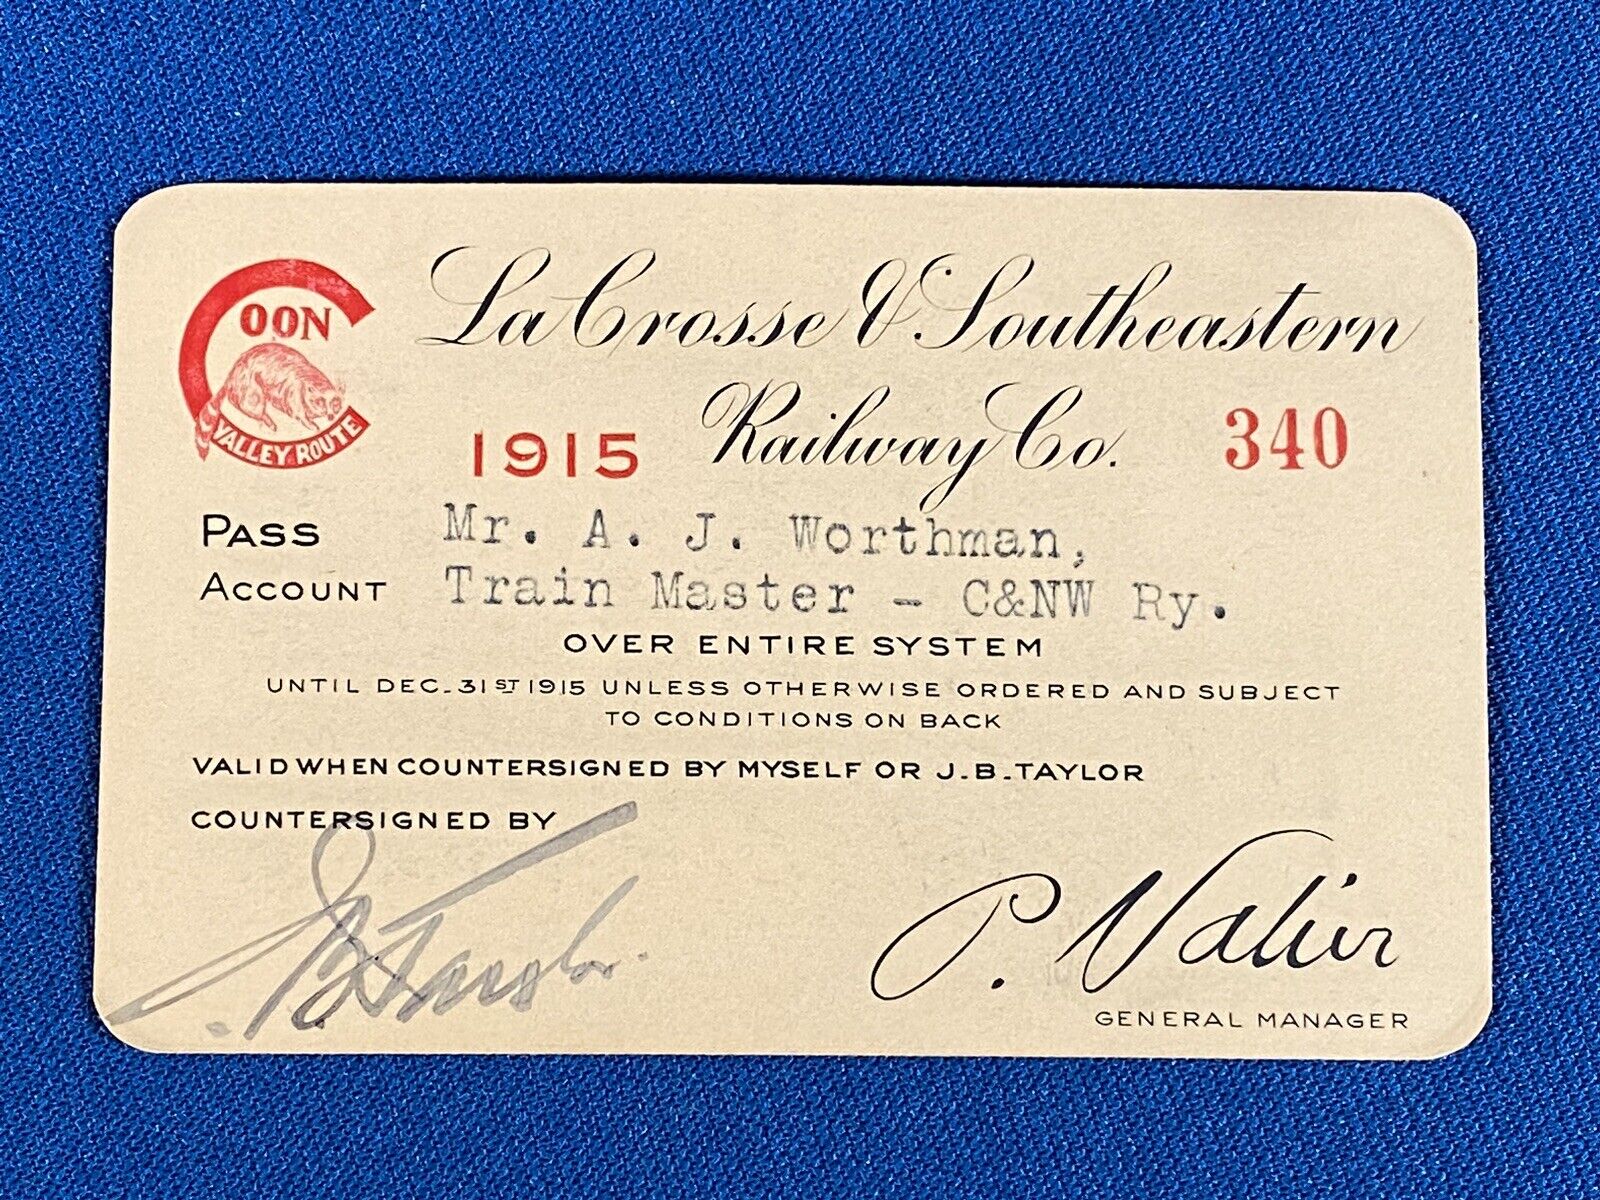 COON
VALLEY ROUTE
La Crosse & Southeastern
Railway Co.
1915
340
PASS Mr. A. J. Worthman,
ACCOUNT Train Master - C&NW Ry.
OVER ENTIRE SYSTEM
UNTIL DEC. 31ST 1915 UNLESS OTHERWISE ORDERED AND SUBJECT
TO CONDITIONS ON BACK
VALID WHEN COUNTERSIGNED BY MYSELF OR J.B. TAYLOR
COUNTERSIGNED BY
J B Taylor.
P. Valier
GENERAL MANAGER